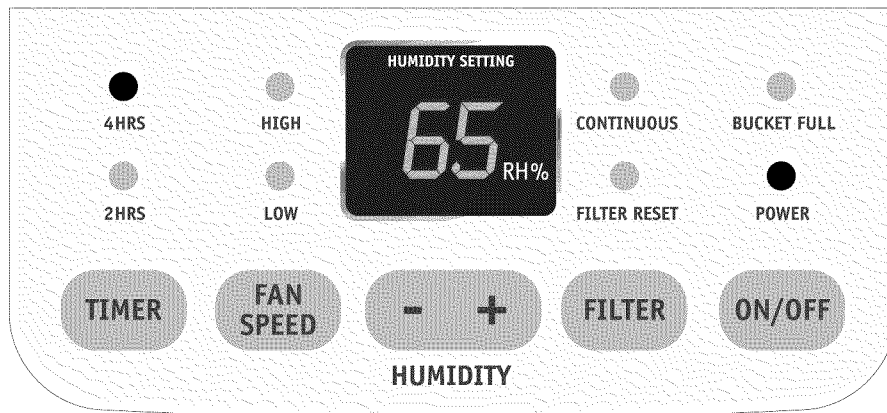 HUMIDITY SETTING
65 RH%
4HRS
HIGH
CONTINUOUS
BUCKET FULL
2HRS
LOW
FILTER RESET
POWER
TIMER
FAN
SPEED
- +
FILTER
ON/OFF
HUMIDITY